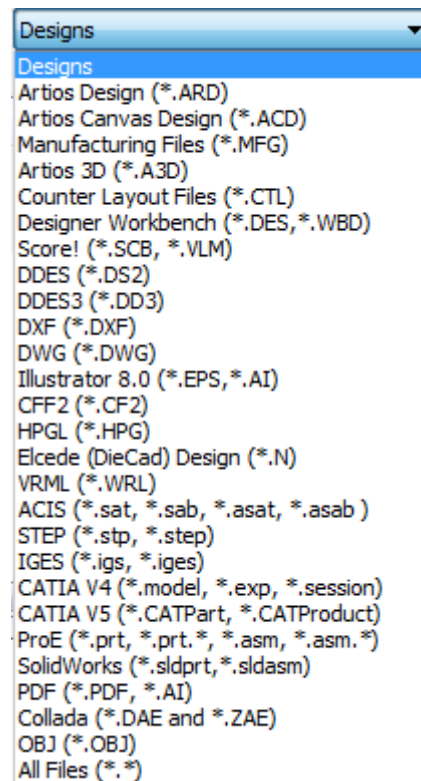 Designs
Designs
Artios Design (*.ARD)
Artios Canvas Design (*.ACD)
Manufacturing Files (*.MFG)
Artios 3D (*.A3D)
Counter Layout Files (*.CTL)
Designer Workbench (*.DES,*.WBD)
Score! (*.SCB, *.VLM)
DDES (*.DS2)
DDES3 (*.DD3)
DXF (*.DXF)
DWG (*.DWG)
Illustrator 8.0 (*.EPS,*.AI)
CFF2 (*.CF2)
HPGL (*.HPG)
Elcede (DieCad) Design (*.N)
VRML (*.WRL)
ACIS (*.sat, *.sab, *.asat, *.asab )
STEP (*.stp, *.step)
IGES (*.igs, *.iges)
CATIA V4 (*.model, *.exp, *.session)
CATIA V5 (*.CATPart, *.CATProduct)
ProE (*.prt, *.prt.*, *.asm, *.asm.*)
SolidWorks (*.sldprt,*.sldasm)
PDF (*.PDF, *.AI)
Collada (*.DAE and *.ZAE)
OBJ (*.OBJ)
All Files (*.*)